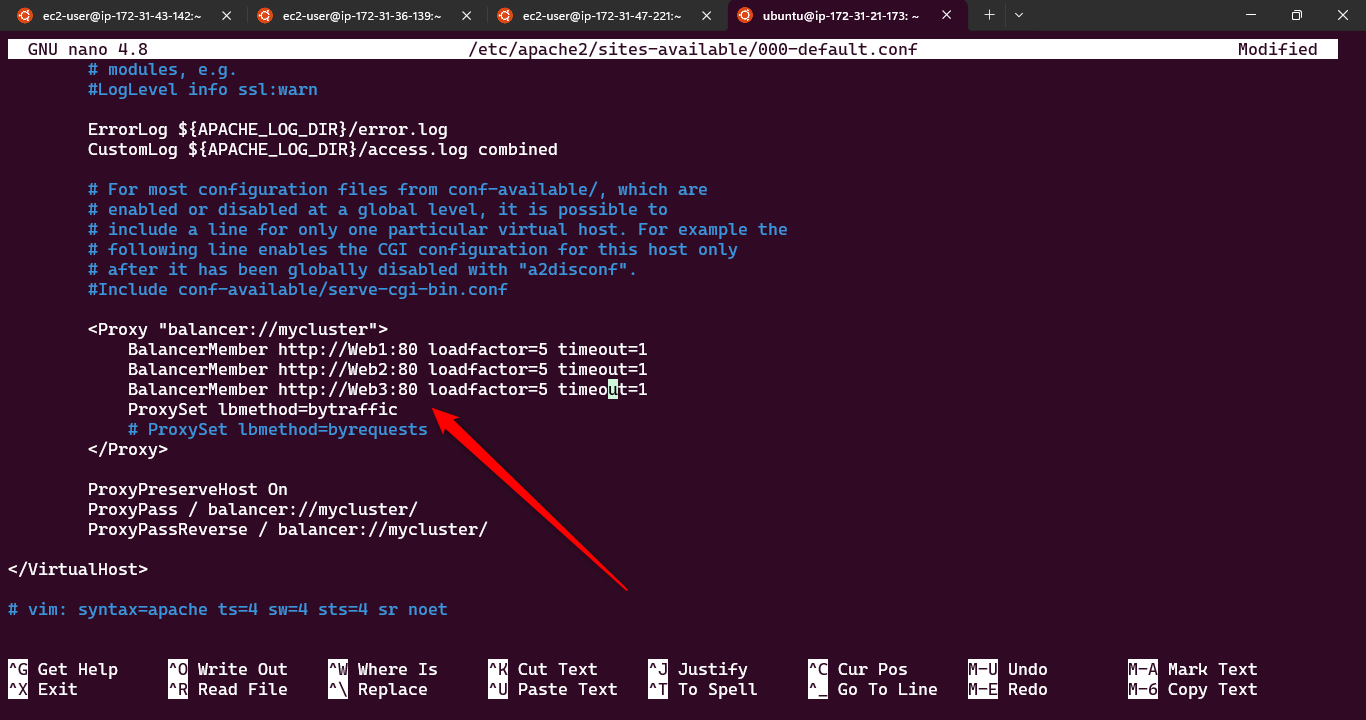 ec2-user@ip-172-31-43-142:~ ec2-user@ip-172-31-36-139:~ ec2-user@ip-172-31-47-221:~ ubuntu@ip-172-31-21-173: ~
GNU nano 4.8 /etc/apache2/sites-available/000-default.conf Modified
# modules, e.g.
#LogLevel info ssl:warn
ErrorLog ${APACHE_LOG_DIR}/error.log
CustomLog ${APACHE_LOG_DIR}/access.log combined
# For most configuration files from conf-available/, which are
# enabled or disabled at a global level, it is possible to
# include a line for only one particular virtual host. For example the
# following line enables the CGI configuration for this host only
# after it has been globally disabled with "a2disconf".
#Include conf-available/serve-cgi-bin.conf
<Proxy "balancer://mycluster">
BalancerMember http://Web1:80 loadfactor=5 timeout=1
BalancerMember http://Web2:80 loadfactor=5 timeout=1
BalancerMember http://Web3:80 loadfactor=5 timeout=1
ProxySet lbmethod=bytraffic
# ProxySet lbmethod=byrequests
</Proxy>
ProxyPreserveHost On
ProxyPass / balancer://mycluster/
ProxyPassReverse / balancer://mycluster/
</VirtualHost>
# vim: syntax=apache ts=4 sw=4 sts=4 sr noet
^G Get Help ^O Write Out ^W Where Is ^K Cut Text ^J Justify ^C Cur Pos M-U Undo M-A Mark Text
^X Exit ^R Read File ^\ Replace ^U Paste Text ^T To Spell ^_ Go To Line M-E Redo M-6 Copy Text